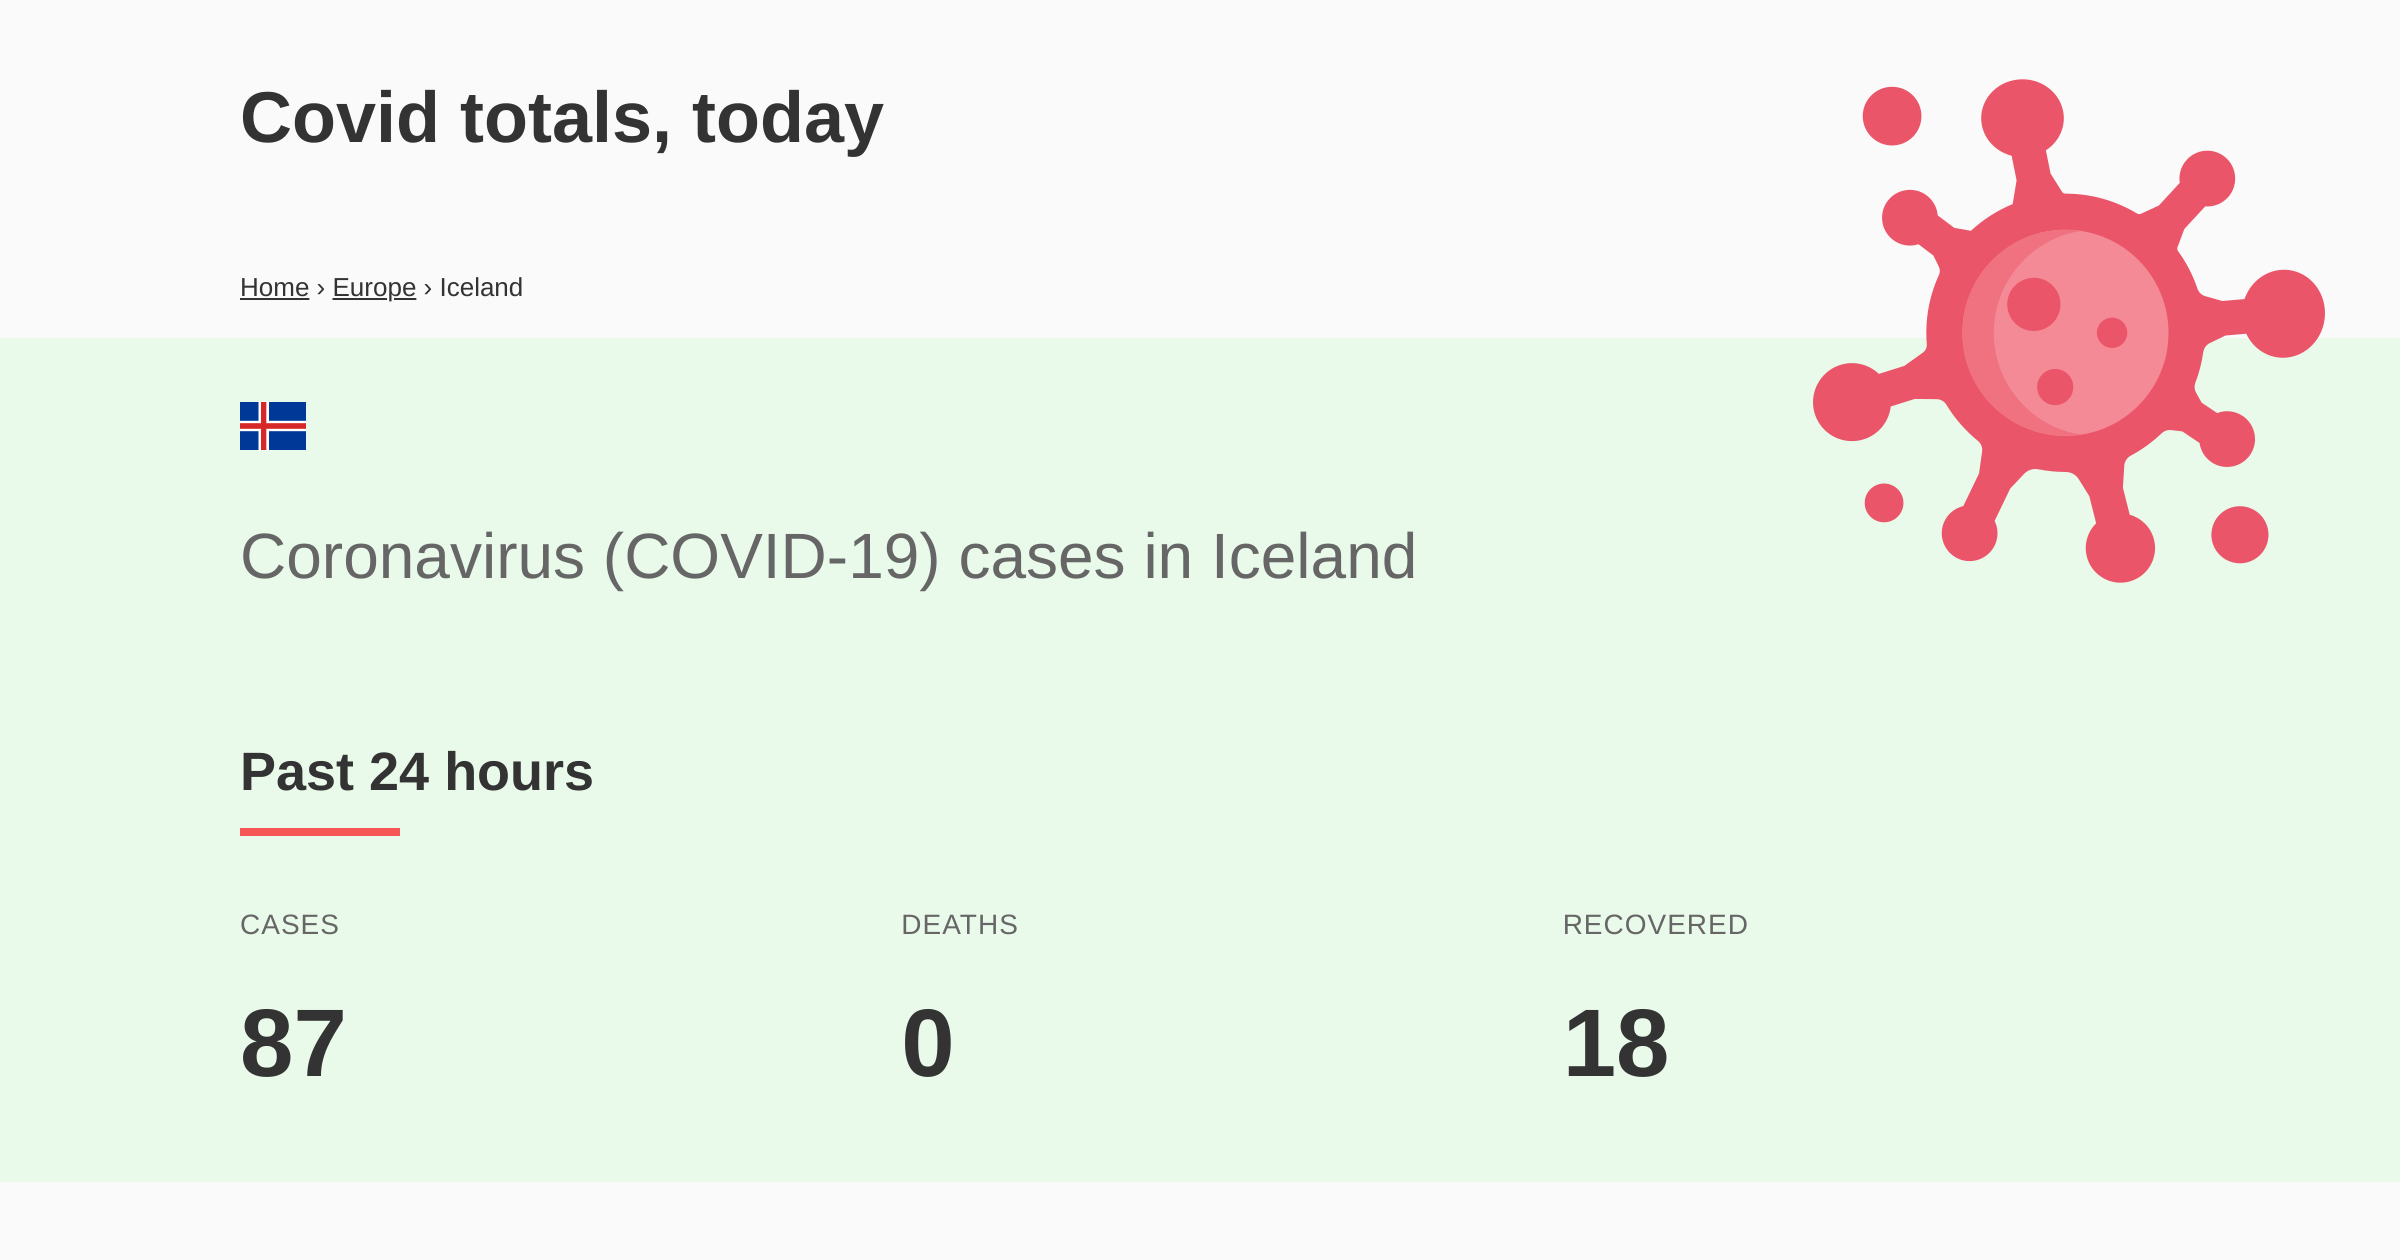 Covid totals, today
Home › Europe › Iceland
Coronavirus (COVID-19) cases in Iceland
Past 24 hours
CASES DEATHS RECOVERED
87 0 18